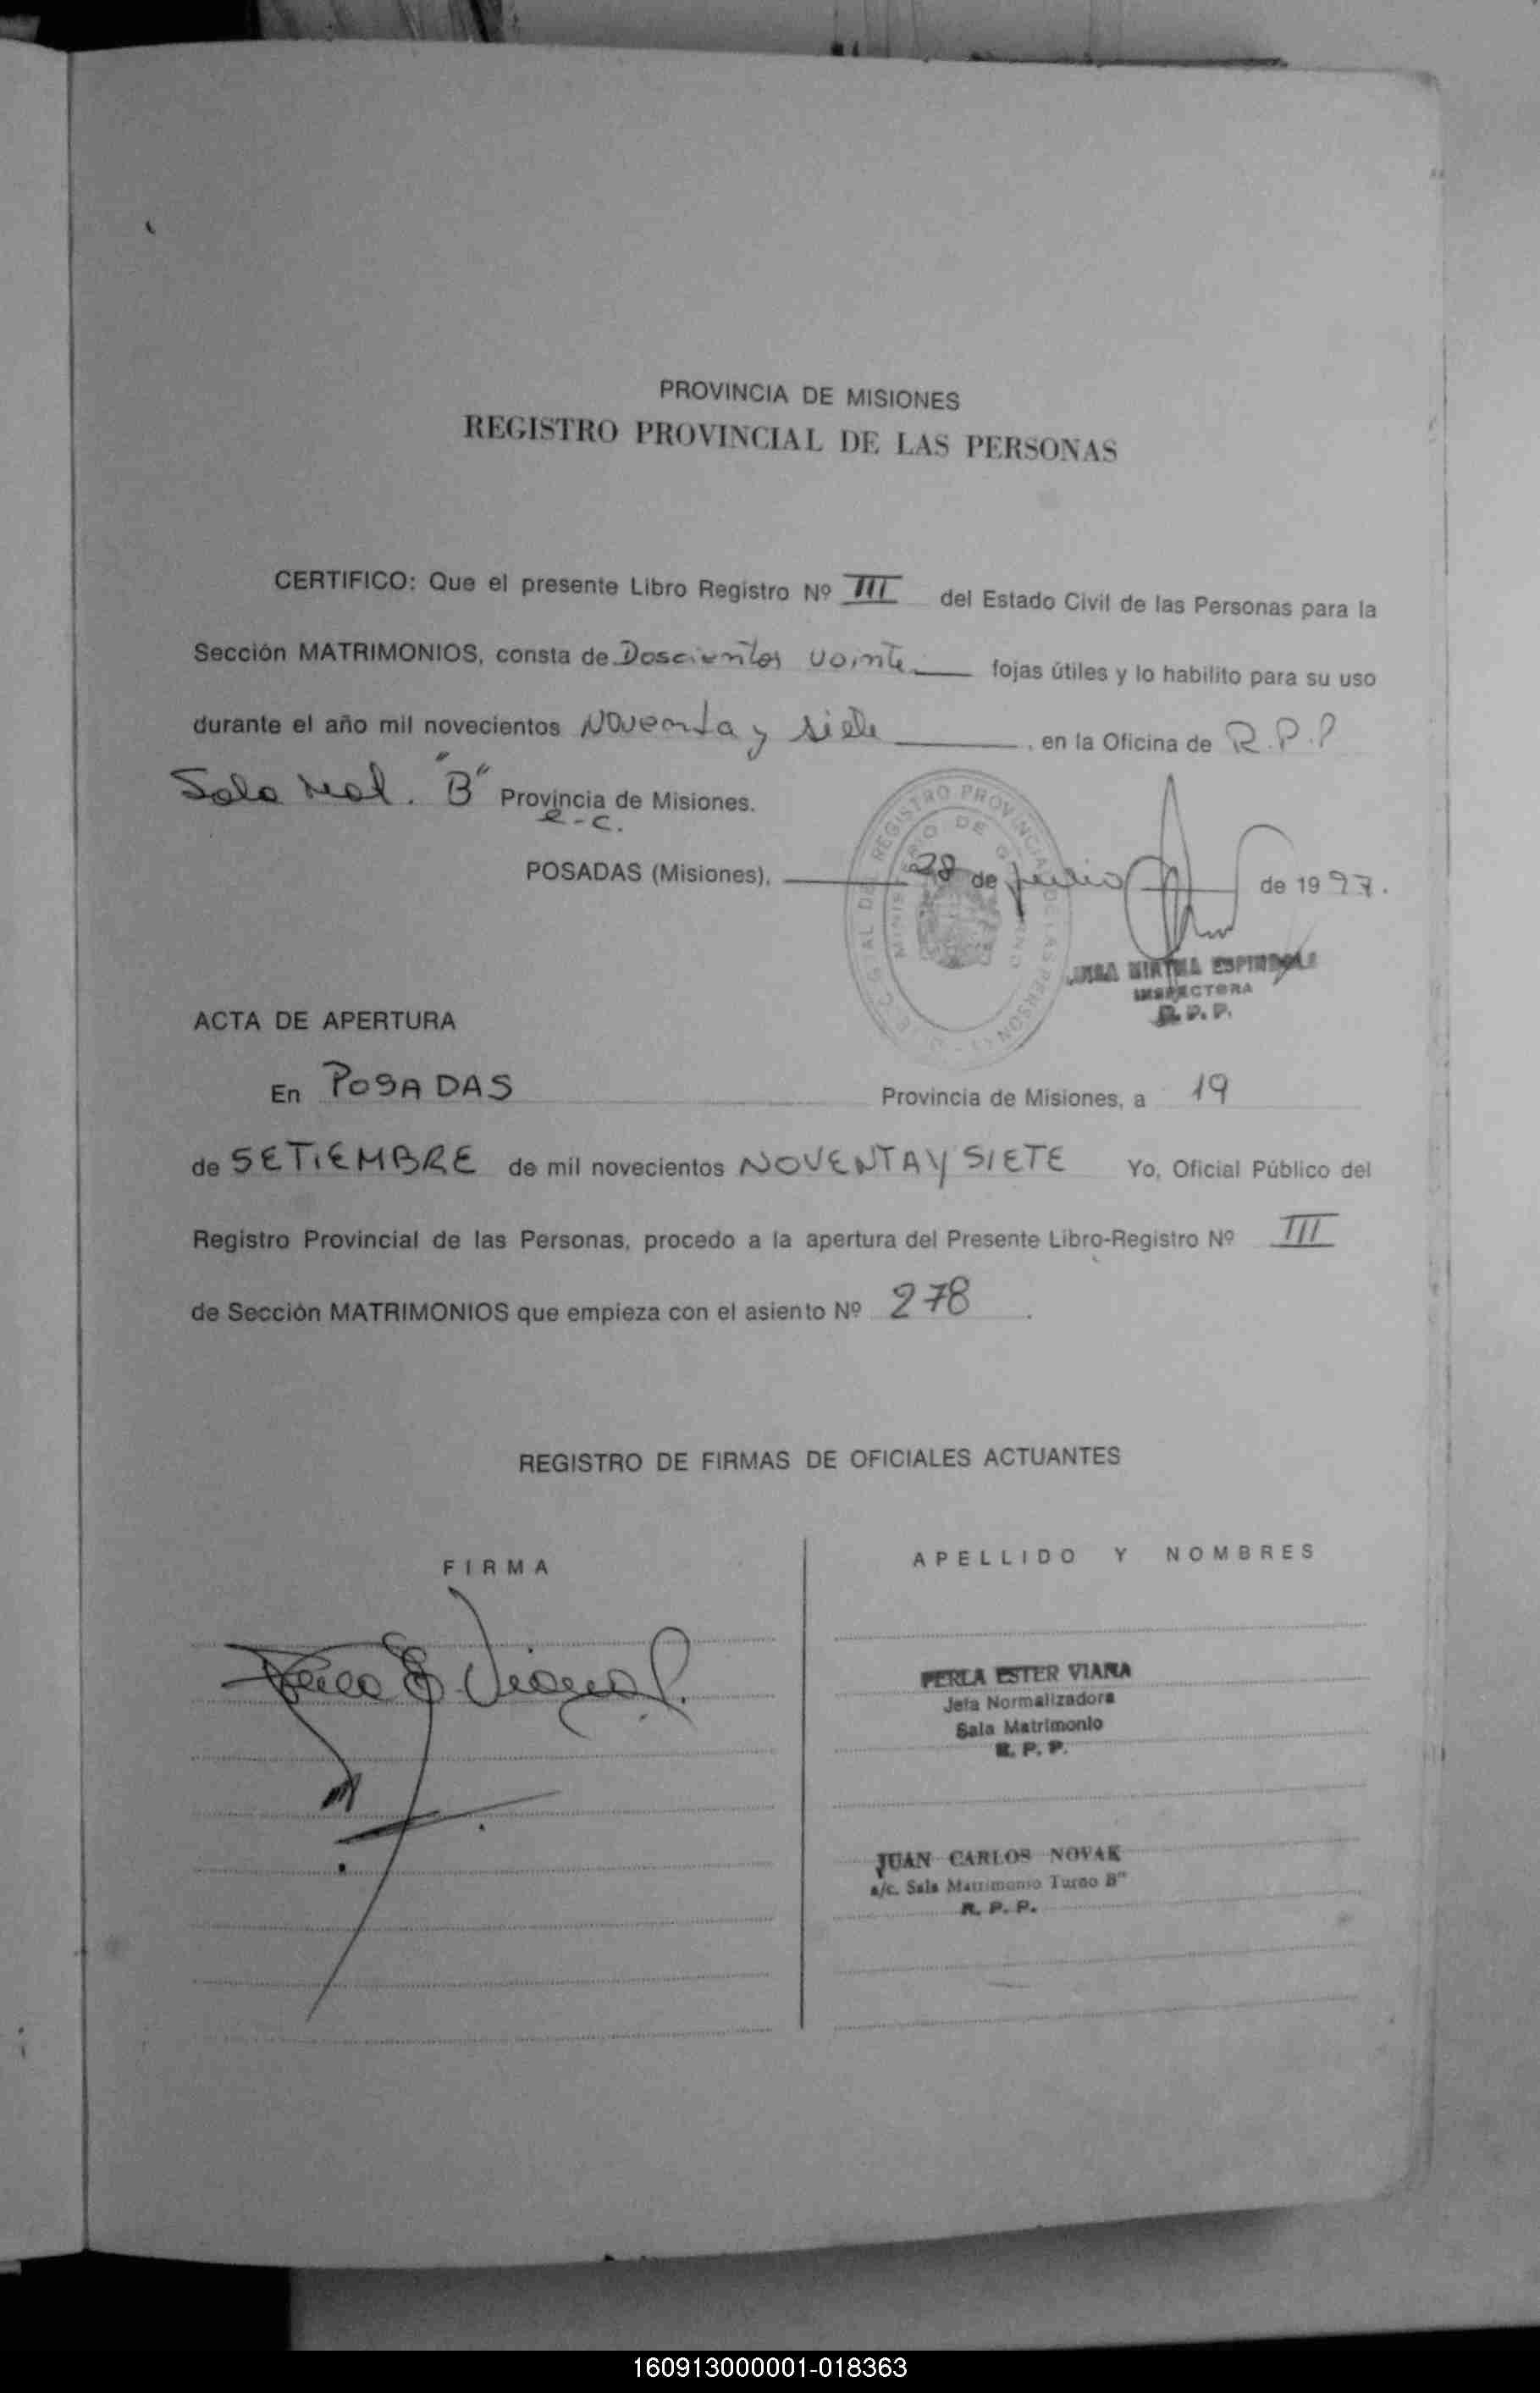 PROVINCIA DE MISIONES
REGISTRO PROVINCIAL DE LAS PERSONAS
CERTIFICO: Que el presente Libro Registro Nº III del Estado Civil de las Personas para la
Sección MATRIMONIOS, consta de Doscientos veinte fojas útiles y lo habilito para su uso
durante el año mil novecientos Noventa y siete, en la Oficina de R.P.P
Sala "B" Provincia de Misiones.
e-c.
POSADAS (Misiones), 28 de de 1997.
MIRTHA ESPINDOLA
INSPECTORA
R. P. P.
ACTA DE APERTURA
En POSADAS Provincia de Misiones, a 19
de SETIEMBRE de mil novecientos NOVENTA Y SIETE Yo, Oficial Público del
Registro Provincial de las Personas, procedo a la apertura del Presente Libro-Registro Nº III
de Sección MATRIMONIOS que empieza con el asiento Nº 278.
REGISTRO DE FIRMAS DE OFICIALES ACTUANTES
FIRMA APELLIDO Y NOMBRES
PERLA ESTER VIANA
Jefa Normalizadora
Sala Matrimonio
R. P. P.
JUAN CARLOS NOVAK
a/c. Sala Matrimonio Turno B"
R. P. P.
160913000001-018363